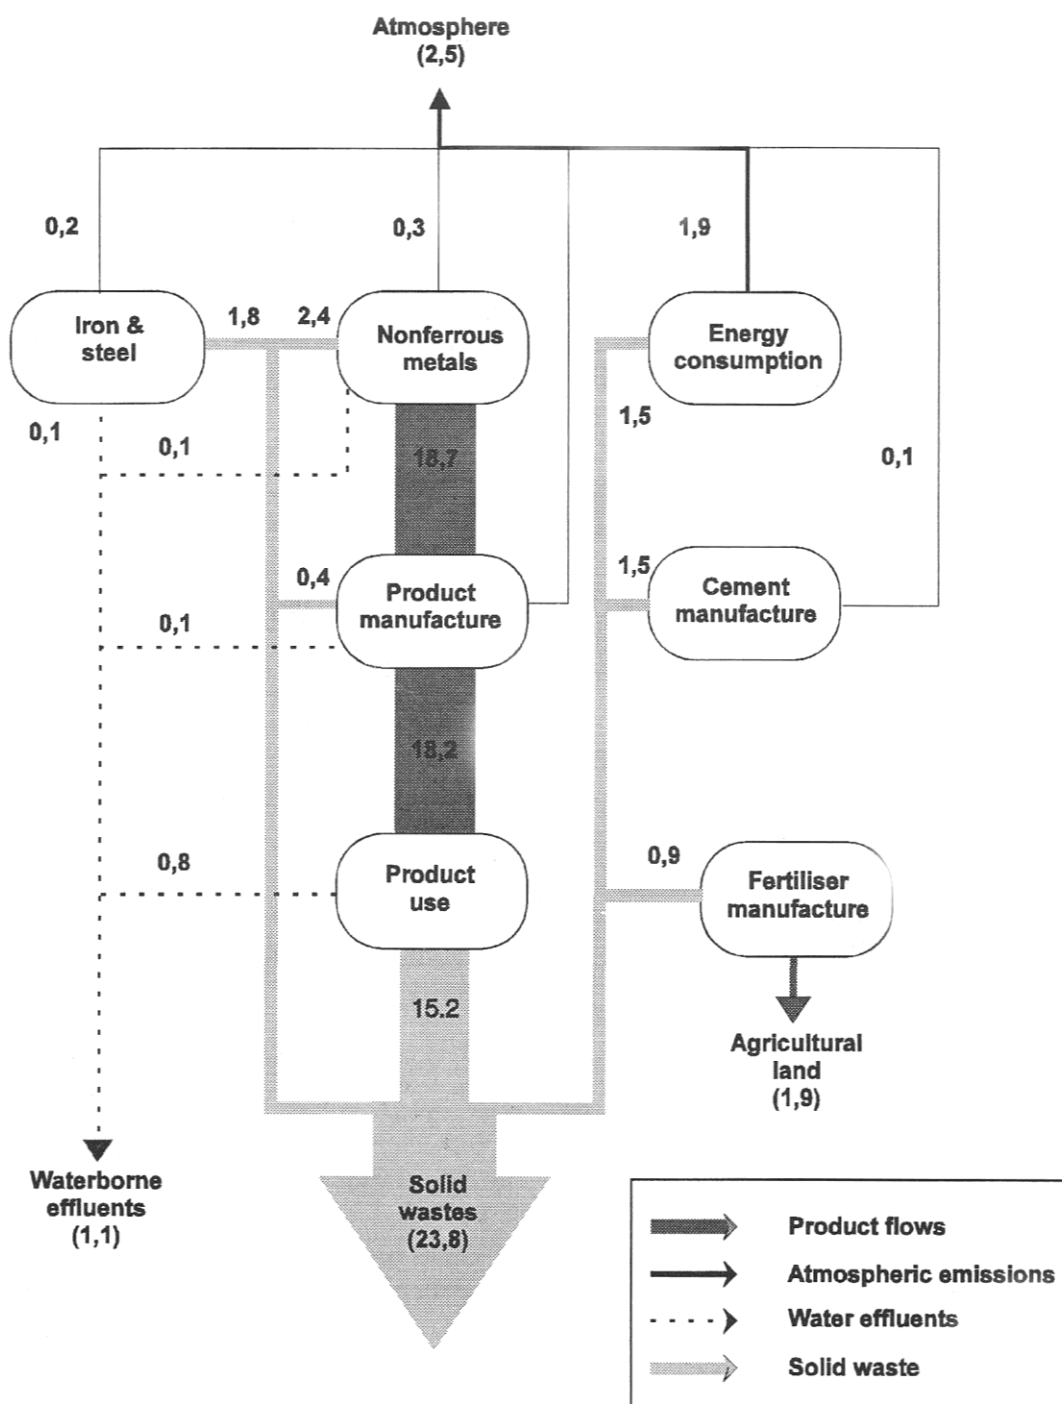 Atmosphere
(2,5)
0,2
0,3
1,9
Iron &
steel
1,8
2,4
Nonferrous
metals
Energy
consumption
0,1
0,1
18,7
1,5
0,1
0,4
Product
manufacture
1,5
Cement
manufacture
0,1
18,2
0,8
Product
use
0,9
Fertiliser
manufacture
15.2
Agricultural
land
(1,9)
Waterborne
effluents
(1,1)
Solid
wastes
(23,8)
Product flows
Atmospheric emissions
Water effluents
Solid waste